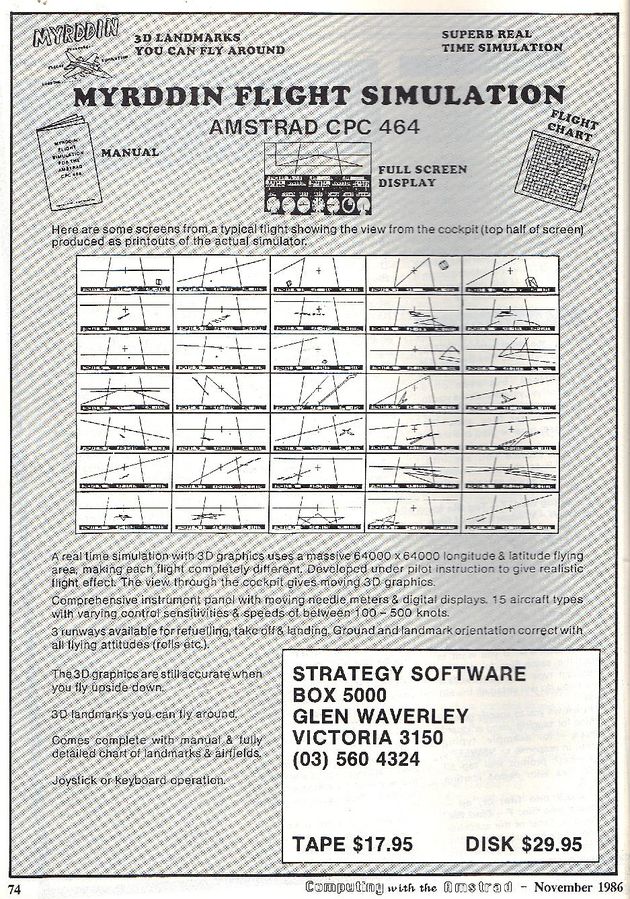 MYRDDIN
3D LANDMARKS
YOU CAN FLY AROUND
SUPERB REAL
TIME SIMULATION
MYRDDIN FLIGHT SIMULATION
AMSTRAD CPC 464
MYRDDIN
FLIGHT
SIMULATION
FOR THE
AMSTRAD
CPC 464
MANUAL
FULL SCREEN
DISPLAY
FLIGHT
CHART
Here are some screens from a typical flight showing the view from the cockpit (top half of screen)
produced as printouts of the actual simulator.
A real time simulation with 3D graphics uses a massive 64000 x 64000 longitude & latitude flying
area, making each flight completely different. Developed under pilot instruction to give realistic
flight effect. The view through the cockpit gives moving 3D graphics.
Comprehensive instrument panel with moving needle meters & digital displays. 15 aircraft types
with varying control sensitivities & speeds of between 100 – 500 knots.
3 runways available for refuelling, take off & landing. Ground and landmark orientation correct with
all flying attitudes (rolls etc.).
The 3D graphics are still accurate when
you fly upside down.
3D landmarks you can fly around.
Comes complete with manual & fully
detailed chart of landmarks & airfields.
Joystick or keyboard operation.
STRATEGY SOFTWARE
BOX 5000
GLEN WAVERLEY
VICTORIA 3150
(03) 560 4324
TAPE $17.95 DISK $29.95
74 Computing with the Amstrad – November 1986